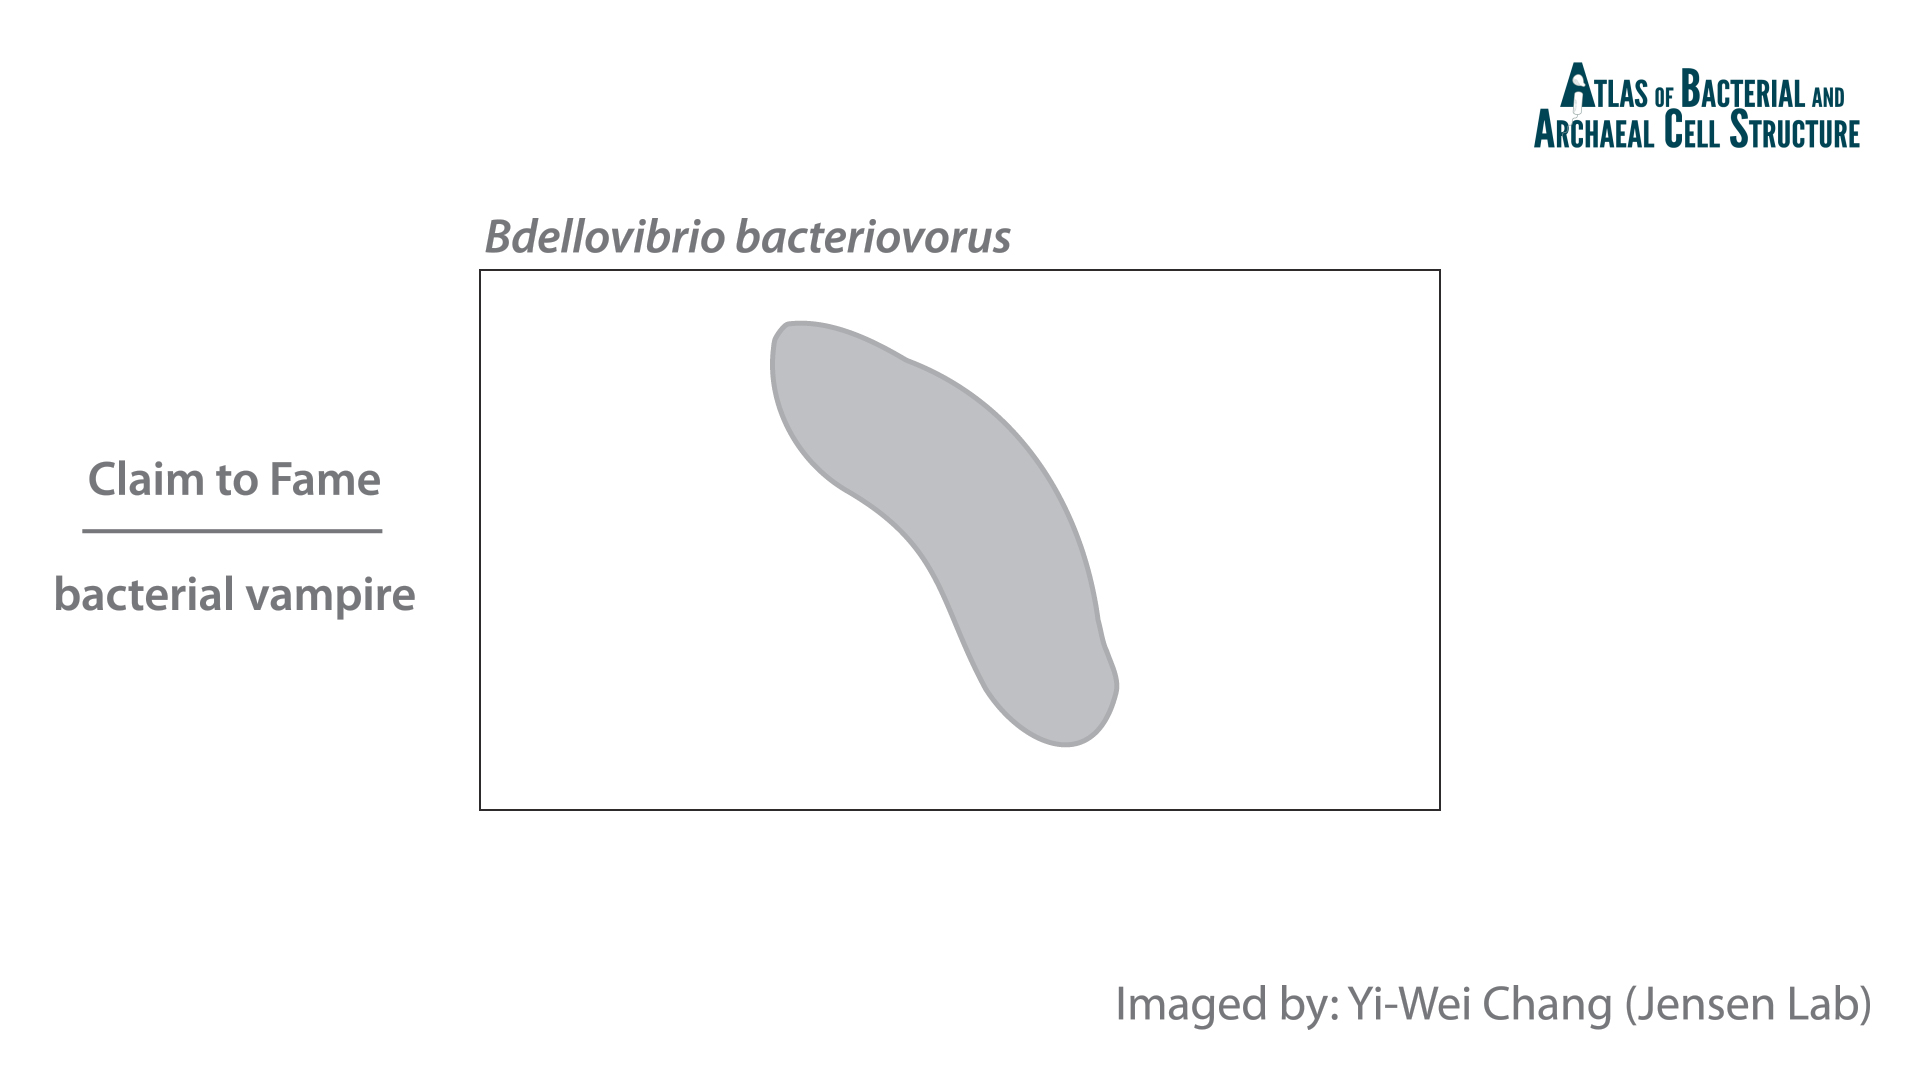 ATLAS OF BACTERIAL AND
ARCHAEAL CELL STRUCTURE
Bdellovibrio bacteriovorus
Claim to Fame
bacterial vampire
Imaged by: Yi-Wei Chang (Jensen Lab)